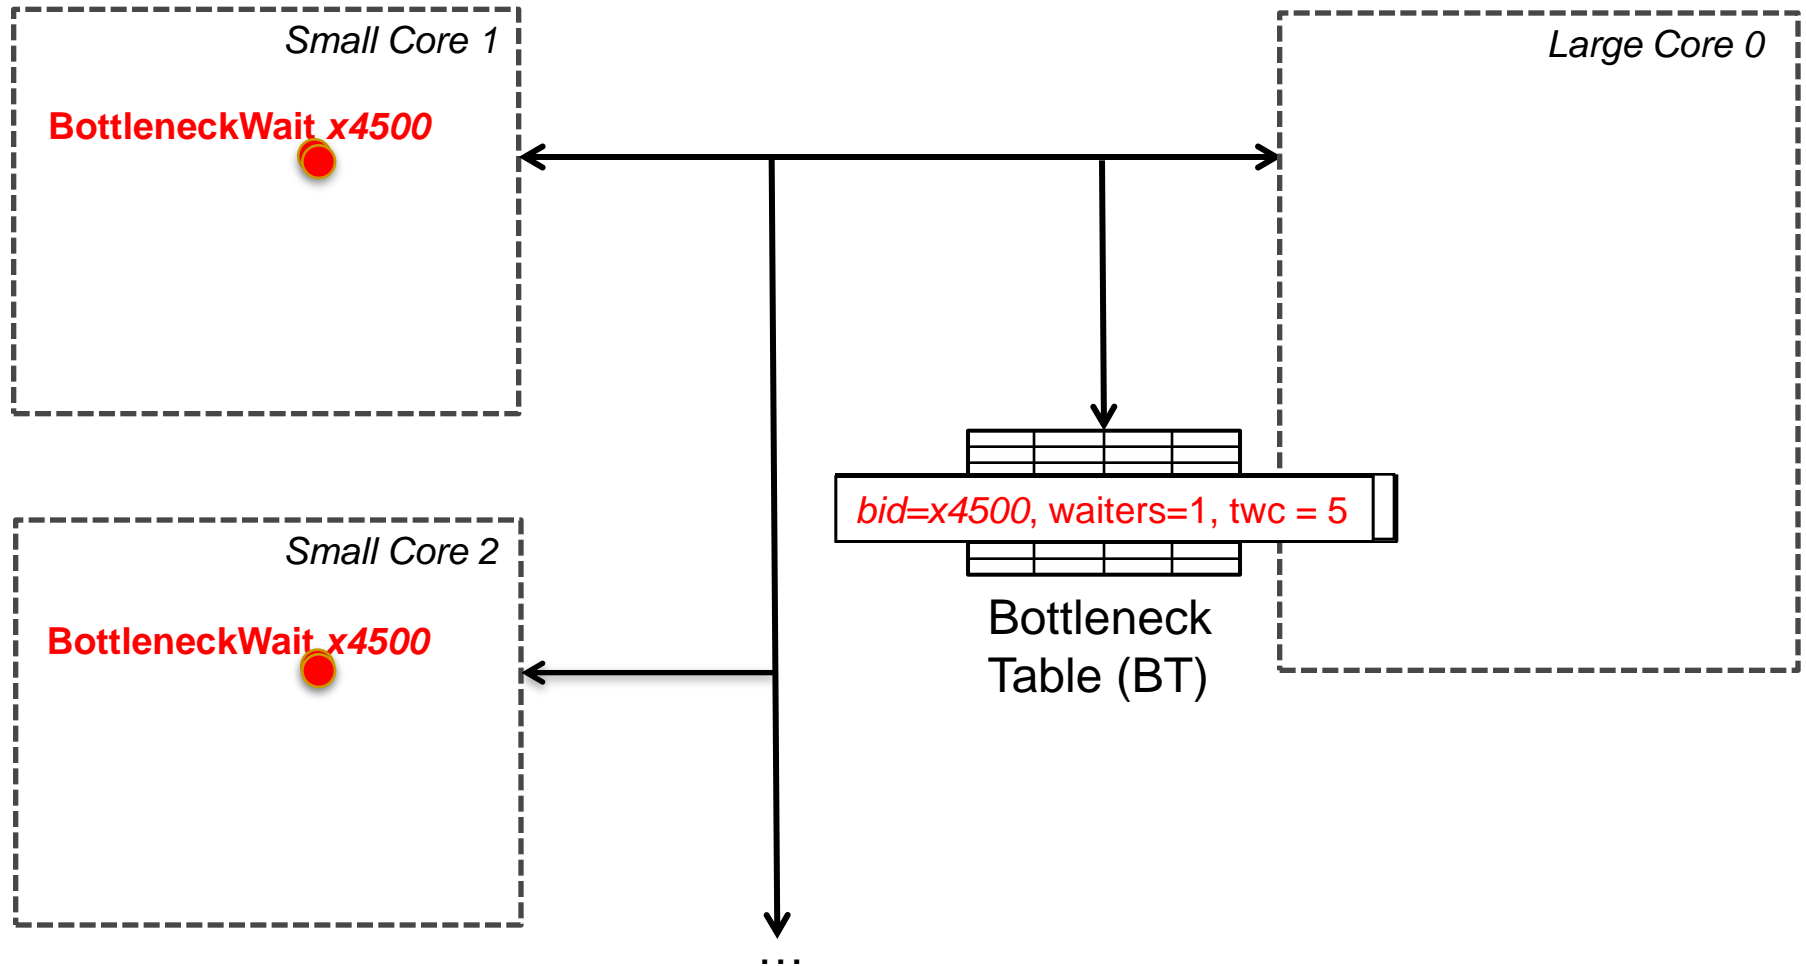 Small Core 1
Large Core 0
BottleneckWait x4500
bid=x4500, waiters=1, twc = 5
Small Core 2
Bottleneck
Table (BT)
BottleneckWait x4500
...